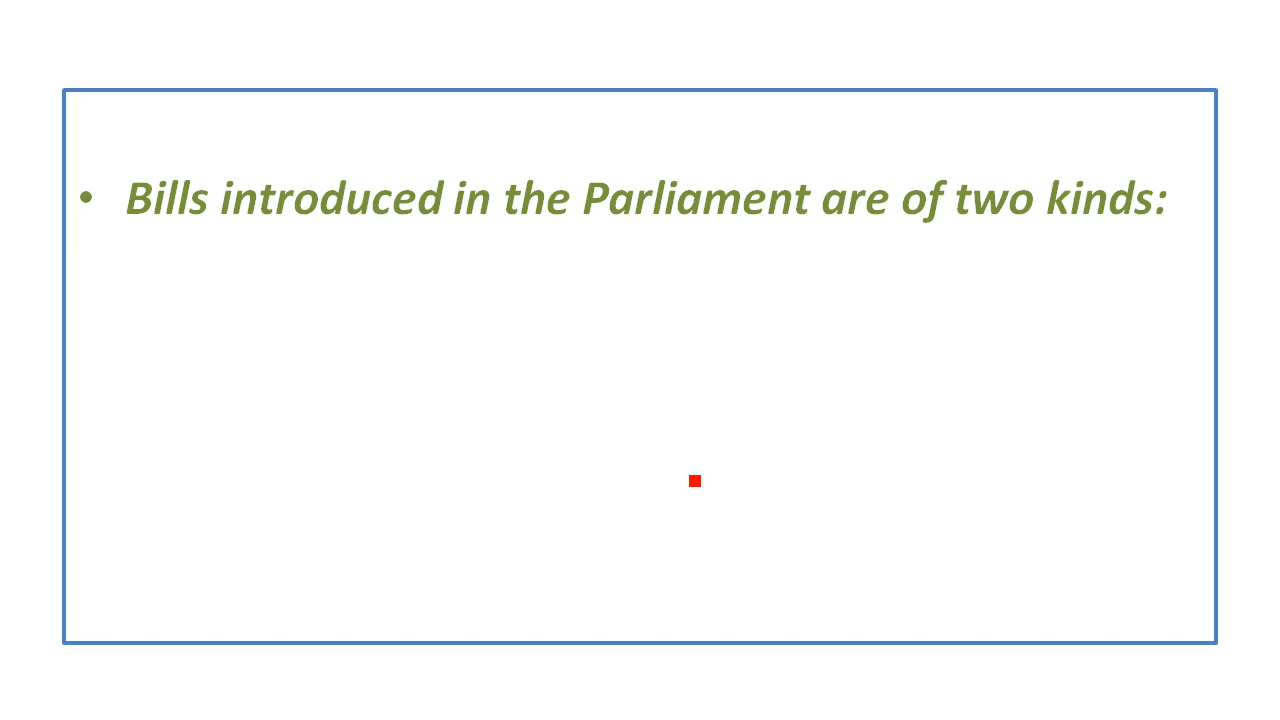 • Bills introduced in the Parliament are of two kinds: